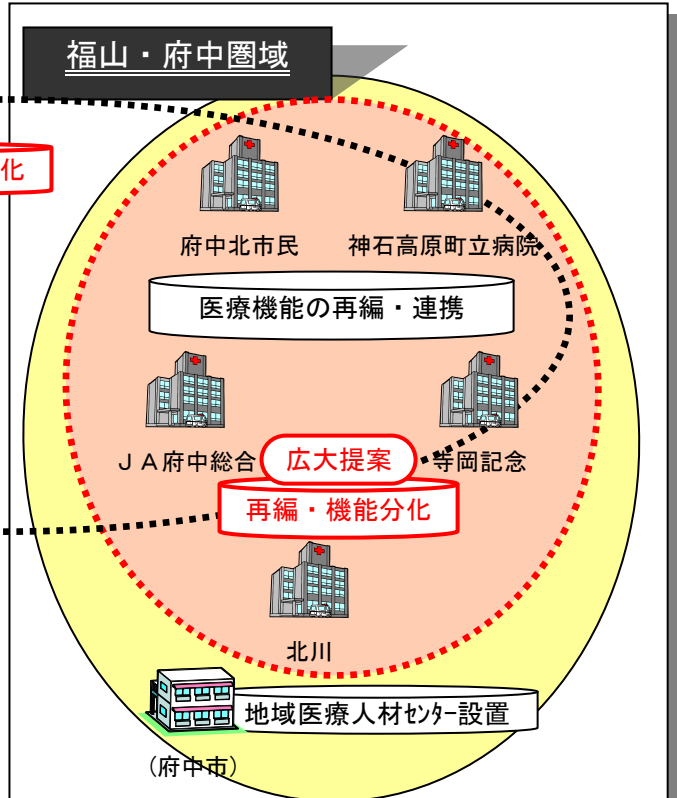 福山・府中圏域
化
府中北市民
神石高原町立病院
医療機能の再編・連携
ＪＡ府中総合
広大提案
寺岡記念
再編・機能分化
北川
地域医療人材ｾﾝﾀｰ設置
(府中市)